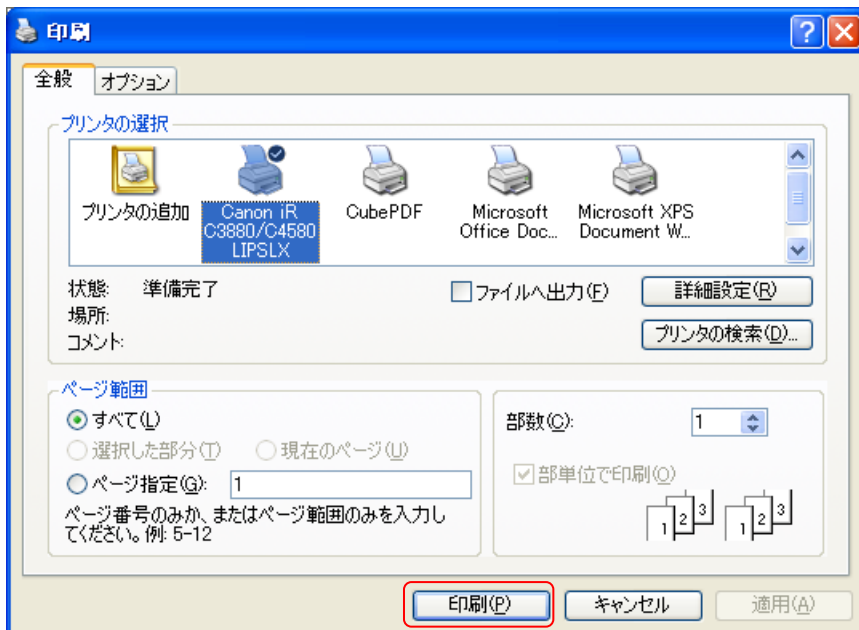 印刷
全般 オプション
プリンタの選択
プリンタの追加
Canon iR
C3880/C4580
LIPSLX
CubePDF
Microsoft
Office Doc...
Microsoft XPS
Document W...
状態: 準備完了
場所:
コメント:
ファイルへ出力(F)
詳細設定(R)
プリンタの検索(D)...
ページ範囲
すべて(L)
選択した部分(T) 現在のページ(U)
ページ指定(G): 1
ページ番号のみか、またはページ範囲のみを入力し
てください。例: 5-12
部数(C): 1
部単位で印刷(O)
1 2 3 1 2 3
印刷(P) キャンセル 適用(A)